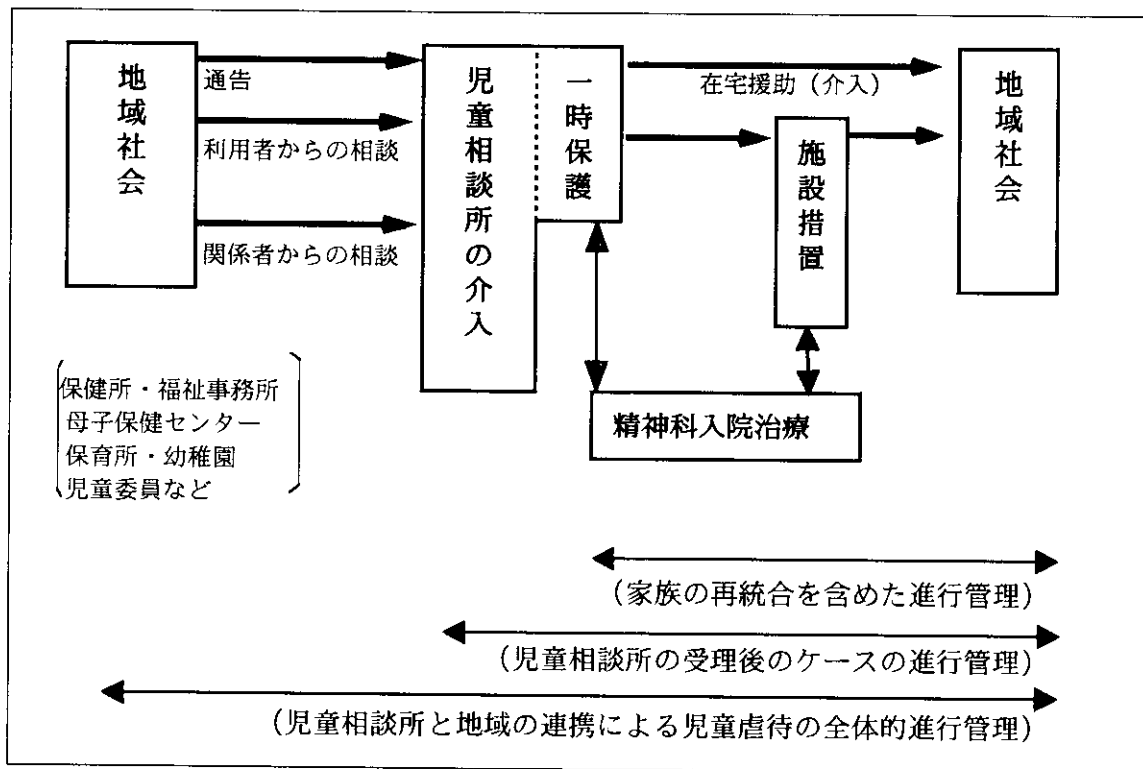 地域社会
通告
利用者からの相談
関係者からの相談
児童相談所の介入
一時保護
在宅援助（介入）
施設措置
地域社会
精神科入院治療
保健所・福祉事務所
母子保健センター
保育所・幼稚園
児童委員など
（家族の再統合を含めた進行管理）
（児童相談所の受理後のケースの進行管理）
（児童相談所と地域の連携による児童虐待の全体的進行管理）